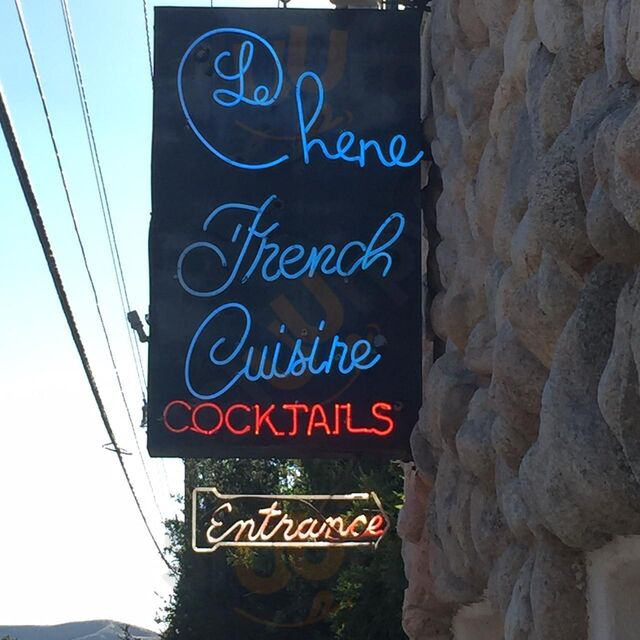 Le Chene
French
Cuisine
COCKTAILS
Entrance